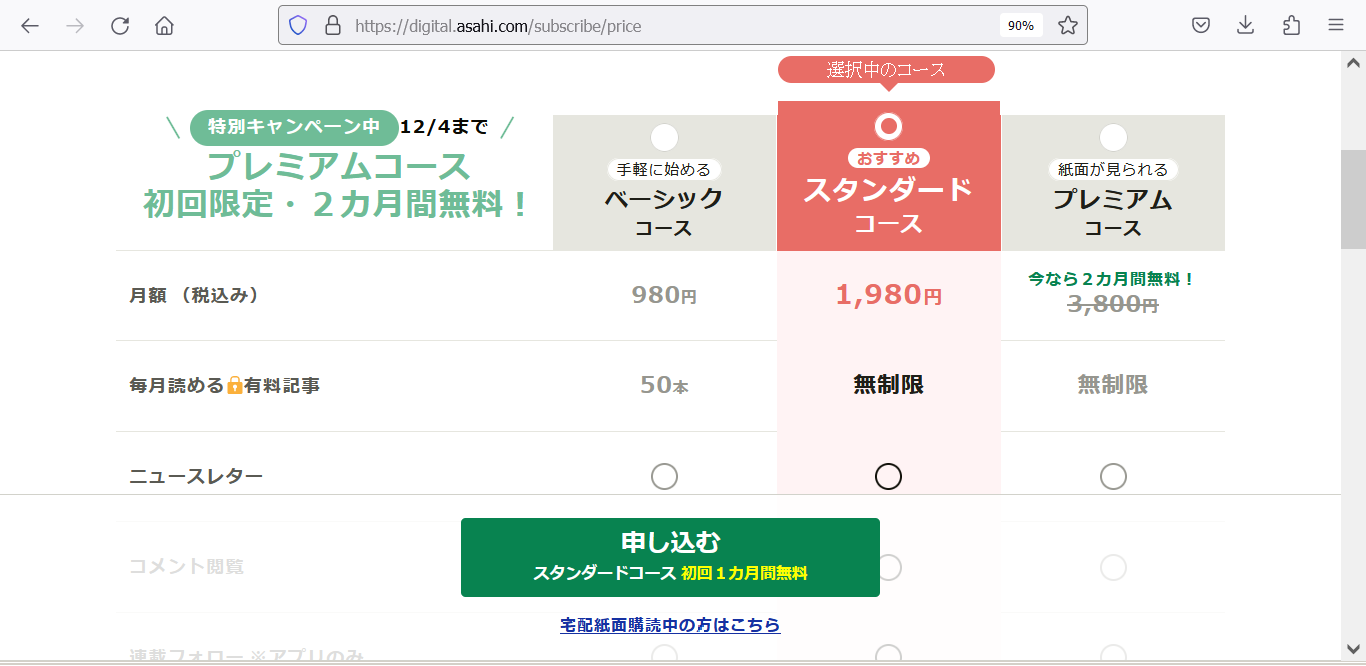 https://digital.asahi.com/subscribe/price
90%
選択中のコース
特別キャンペーン中 12/4まで
プレミアムコース
初回限定・２カ月間無料！
手軽に始める
ベーシック
コース
おすすめ
スタンダード
コース
紙面が見られる
プレミアム
コース
月額 （税込み）
980円
1,980円
今なら２カ月間無料！
3,800円
毎月読める🔒有料記事
50本
無制限
無制限
ニュースレター
コメント閲覧
申し込む
スタンダードコース 初回１カ月間無料
宅配紙面購読中の方はこちら
連載フォロー ※アプリのみ